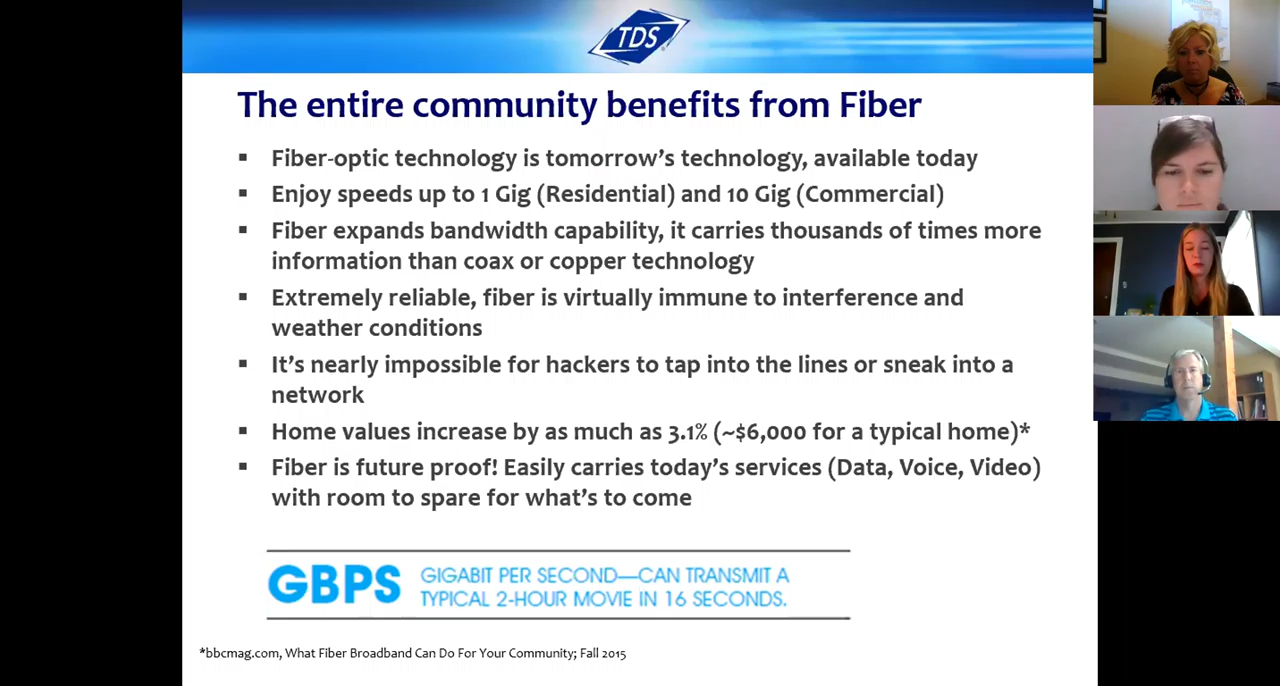 TDS
The entire community benefits from Fiber
▪ Fiber-optic technology is tomorrow's technology, available today
▪ Enjoy speeds up to 1 Gig (Residential) and 10 Gig (Commercial)
▪ Fiber expands bandwidth capability, it carries thousands of times more
information than coax or copper technology
▪ Extremely reliable, fiber is virtually immune to interference and
weather conditions
▪ It's nearly impossible for hackers to tap into the lines or sneak into a
network
▪ Home values increase by as much as 3.1% (~$6,000 for a typical home)*
▪ Fiber is future proof! Easily carries today's services (Data, Voice, Video)
with room to spare for what's to come
GBPS
GIGABIT PER SECOND—CAN TRANSMIT A
TYPICAL 2-HOUR MOVIE IN 16 SECONDS.
*bbcmag.com, What Fiber Broadband Can Do For Your Community; Fall 2015